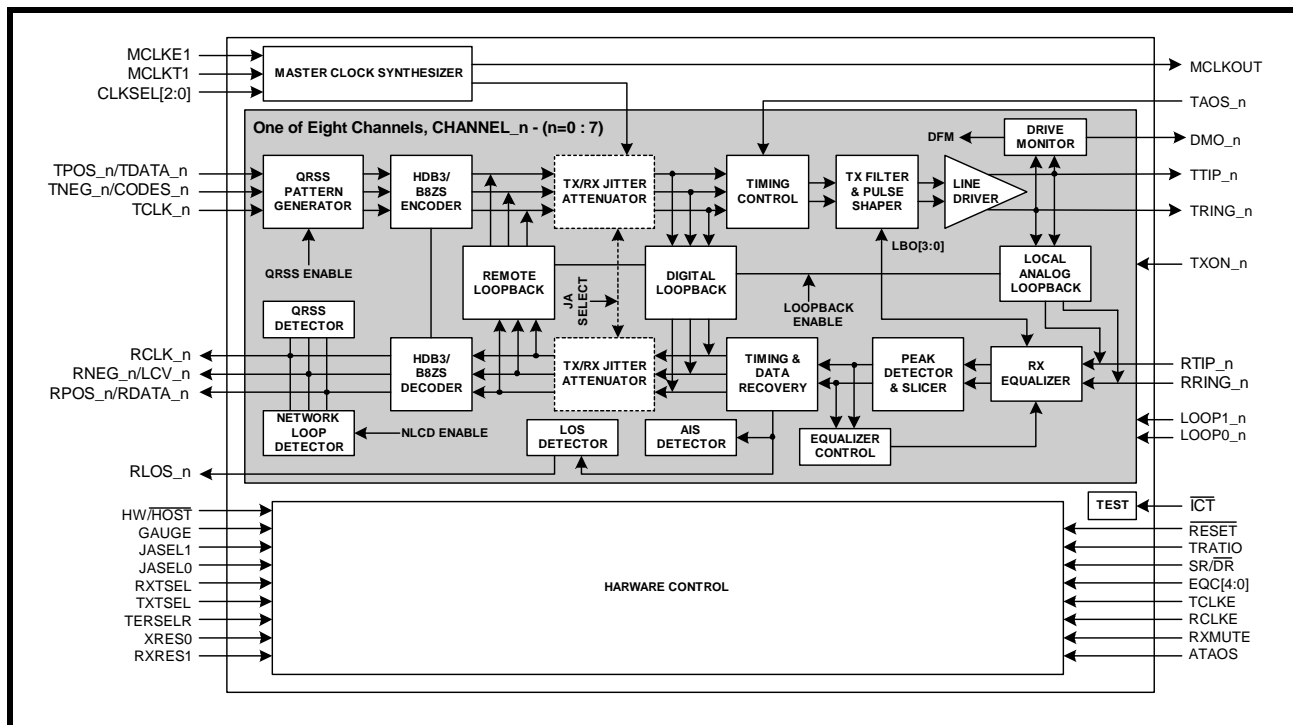 MCLKE1
MCLKT1
CLKSEL[2:0]
MASTER CLOCK SYNTHESIZER
MCLKOUT
TAOS_n
One of Eight Channels, CHANNEL_n - (n=0 : 7)
DFM
DRIVE
MONITOR
DMO_n
TPOS_n/TDATA_n
TNEG_n/CODES_n
TCLK_n
QRSS
PATTERN
GENERATOR
HDB3/
B8ZS
ENCODER
TX/RX JITTER
ATTENUATOR
TIMING
CONTROL
TX FILTER
& PULSE
SHAPER
LINE
DRIVER
TTIP_n
TRING_n
QRSS ENABLE
REMOTE
LOOPBACK
JA
SELECT
DIGITAL
LOOPBACK
LOOPBACK
ENABLE
LBO[3:0]
LOCAL
ANALOG
LOOPBACK
TXON_n
QRSS
DETECTOR
RCLK_n
RNEG_n/LCV_n
RPOS_n/RDATA_n
HDB3/
B8ZS
DECODER
TX/RX JITTER
ATTENUATOR
TIMING &
DATA
RECOVERY
PEAK
DETECTOR
& SLICER
RX
EQUALIZER
RTIP_n
RRING_n
NETWORK
LOOP
DETECTOR
NLCD ENABLE
LOS
DETECTOR
AIS
DETECTOR
EQUALIZER
CONTROL
LOOP1_n
LOOP0_n
RLOS_n
TEST
ICT
HW/HOST
GAUGE
JASEL1
JASEL0
RXTSEL
TXTSEL
TERSELR
XRES0
RXRES1
HARWARE CONTROL
RESET
TRATIO
SR/DR
EQC[4:0]
TCLKE
RCLKE
RXMUTE
ATAOS